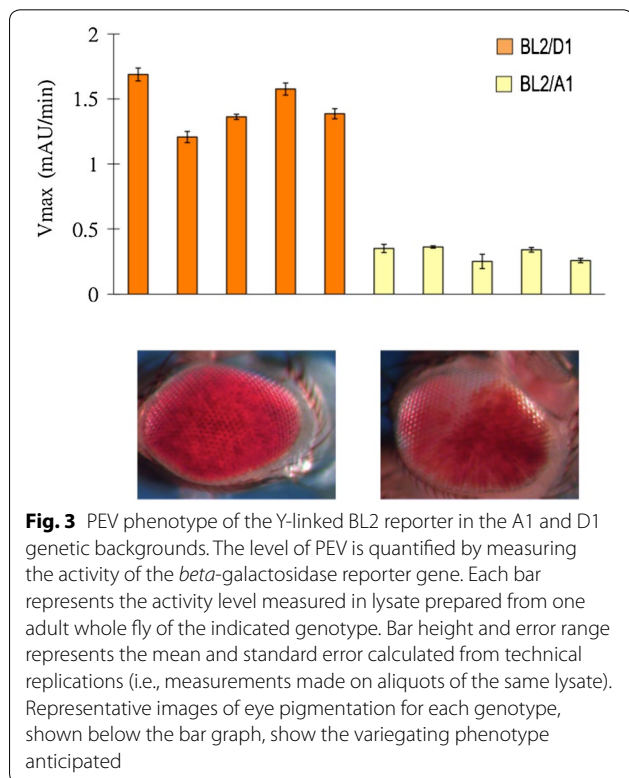 2
BL2/D1
BL2/A1
1.5
1
0.5
0
Vmax (mAU/min)
Fig. 3 PEV phenotype of the Y-linked BL2 reporter in the A1 and D1
genetic backgrounds. The level of PEV is quantified by measuring
the activity of the beta-galactosidase reporter gene. Each bar
represents the activity level measured in lysate prepared from one
adult whole fly of the indicated genotype. Bar height and error range
represents the mean and standard error calculated from technical
replications (i.e., measurements made on aliquots of the same lysate).
Representative images of eye pigmentation for each genotype,
shown below the bar graph, show the variegating phenotype
anticipated